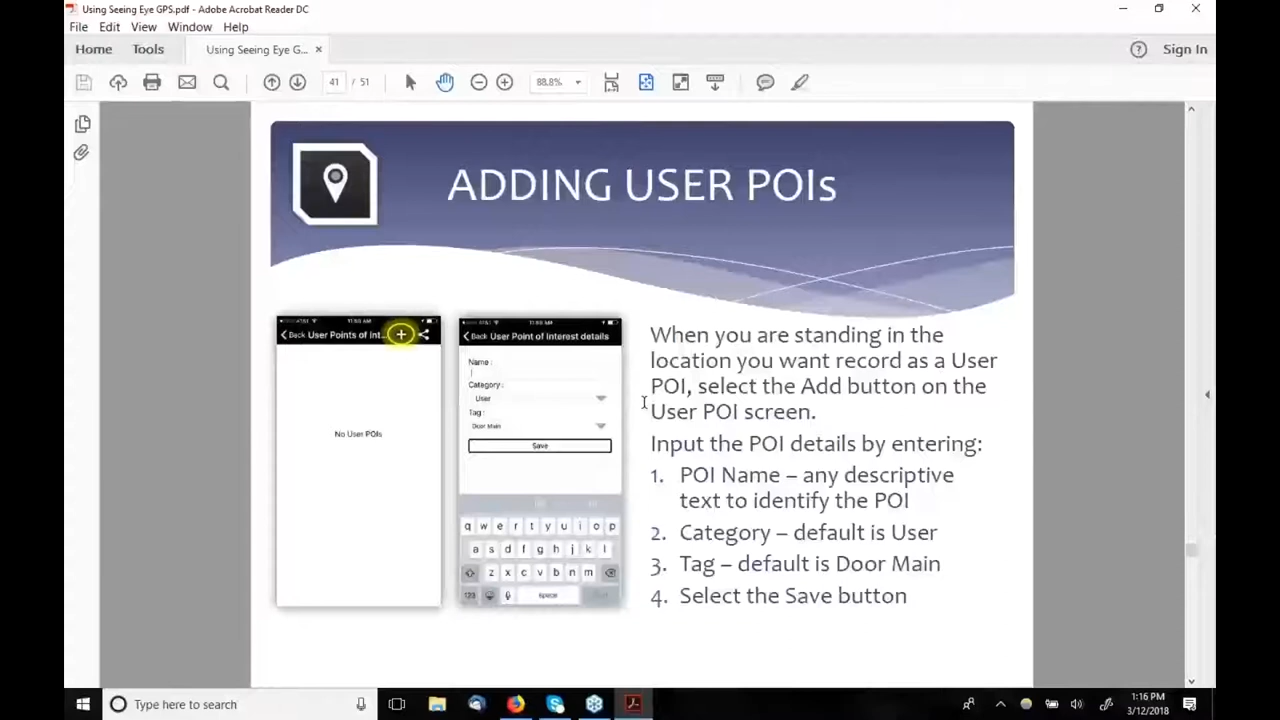 Using Seeing Eye GPS.pdf - Adobe Acrobat Reader DC
File Edit View Window Help
Home Tools Using Seeing Eye G... × Sign In
41 / 51 88.8%
ADDING USER POIs
Back User Points of Int...
No User POIs
Back User Point of Interest details
Name:
Category:
User
Tag:
Door Main
Save
q w e r t y u i o p
a s d f g h j k l
z x c v b n m
123 space
When you are standing in the
location you want record as a User
POI, select the Add button on the
User POI screen.
Input the POI details by entering:
1. POI Name – any descriptive
text to identify the POI
2. Category – default is User
3. Tag – default is Door Main
4. Select the Save button
Type here to search
1:16 PM
3/12/2018